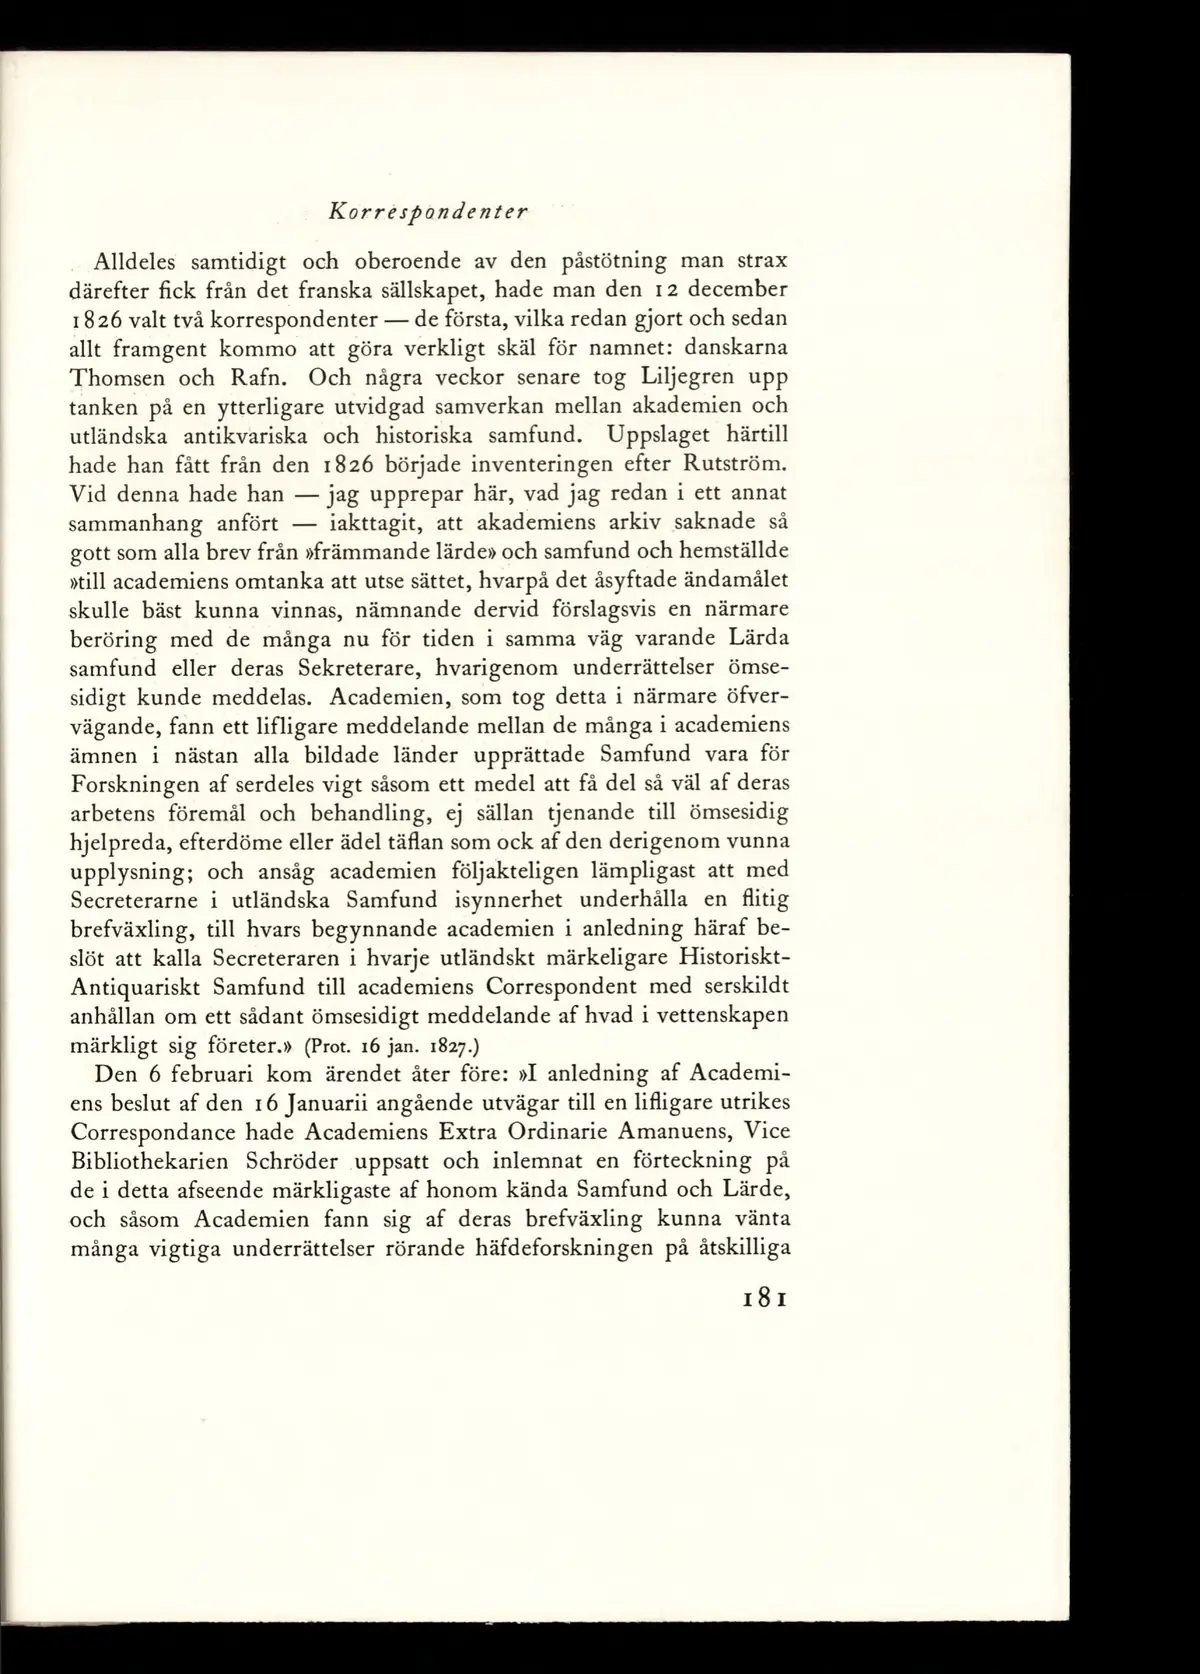 Korrespondenter
Alldeles samtidigt och oberoende av den påstötning man strax
därefter fick från det franska sällskapet, hade man den 12 december
1826 valt två korrespondenter — de första, vilka redan gjort och sedan
allt framgent kommo att göra verkligt skäl för namnet: danskarna
Thomsen och Rafn. Och några veckor senare tog Liljegren upp
tanken på en ytterligare utvidgad samverkan mellan akademien och
utländska antikvariska och historiska samfund. Uppslaget härtill
hade han fått från den 1826 började inventeringen efter Rutström.
Vid denna hade han — jag upprepar här, vad jag redan i ett annat
sammanhang anfört — iakttagit, att akademiens arkiv saknade så
gott som alla brev från »främmande lärde» och samfund och hemställde
»till academiens omtanka att utse sättet, hvarpå det åsyftade ändamålet
skulle bäst kunna vinnas, nämnande dervid förslagsvis en närmare
beröring med de många nu för tiden i samma väg varande Lärda
samfund eller deras Sekreterare, hvarigenom underrättelser ömse-
sidigt kunde meddelas. Academien, som tog detta i närmare öfver-
vägande, fann ett lifligare meddelande mellan de många i academiens
ämnen i nästan alla bildade länder upprättade Samfund vara för
Forskningen af serdeles vigt såsom ett medel att få del så väl af deras
arbetens föremål och behandling, ej sällan tjenande till ömsesidig
hjelpreda, efterdöme eller ädel täflan som ock af den derigenom vunna
upplysning; och ansåg academien följakteligen lämpligast att med
Secreterarne i utländska Samfund isynnerhet underhålla en flitig
brefväxling, till hvars begynnande academien i anledning häraf be-
slöt att kalla Secreteraren i hvarje utländskt märkeligare Historiskt-
Antiquariskt Samfund till academiens Correspondent med serskildt
anhållan om ett sådant ömsesidigt meddelande af hvad i vettenskapen
märkligt sig företer.» (Prot. 16 jan. 1827.)
Den 6 februari kom ärendet åter före: »I anledning af Academi-
ens beslut af den 16 Januarii angående utvägar till en lifligare utrikes
Correspondance hade Academiens Extra Ordinarie Amanuens, Vice
Bibliothekarien Schröder uppsatt och inlemnat en förteckning på
de i detta afseende märkligaste af honom kända Samfund och Lärde,
och såsom Academien fann sig af deras brefväxling kunna vänta
många vigtiga underrättelser rörande häfdeforskningen på åtskilliga
181